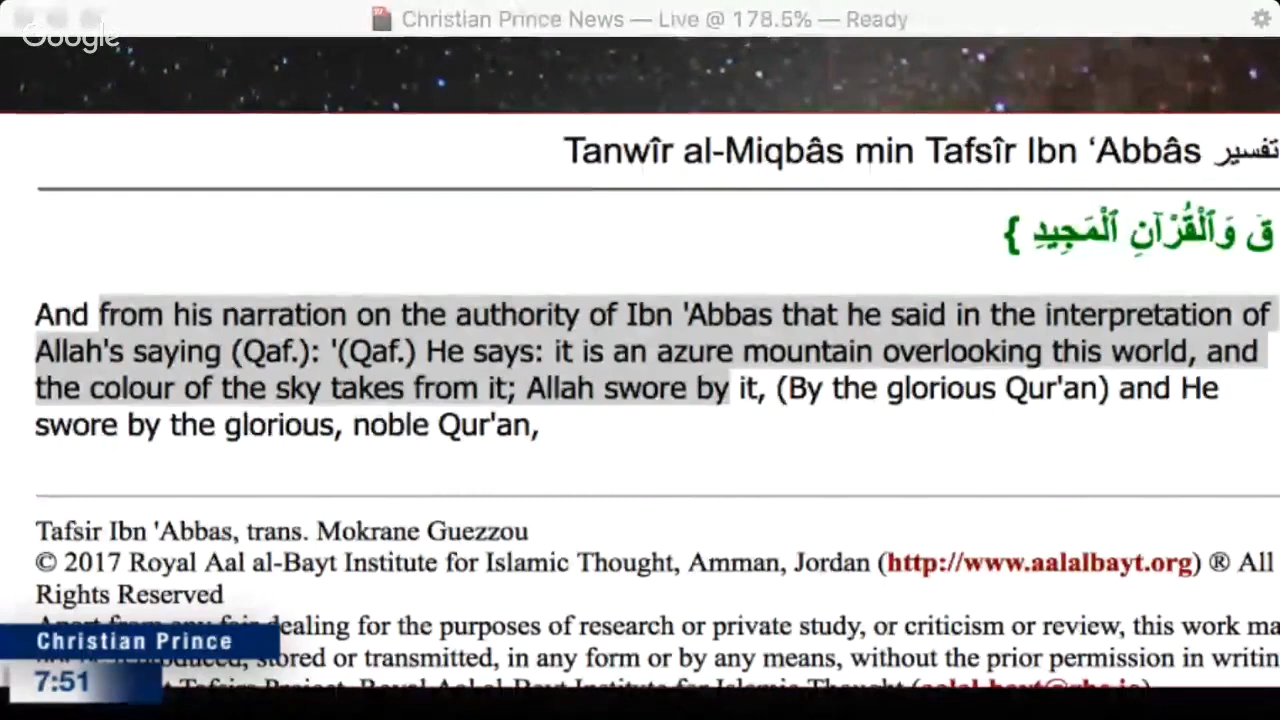 Christian Prince News — Live @ 178.5% — Ready
Google
Tanwîr al-Miqbâs min Tafsîr Ibn ‘Abbâs تفسير
قۤ وَٱلْقُرْآنِ ٱلْمَجِيدِ }
And from his narration on the authority of Ibn 'Abbas that he said in the interpretation of
Allah's saying (Qaf.): '(Qaf.) He says: it is an azure mountain overlooking this world, and
the colour of the sky takes from it; Allah swore by it, (By the glorious Qur'an) and He
swore by the glorious, noble Qur'an,
Tafsir Ibn 'Abbas, trans. Mokrane Guezzou
© 2017 Royal Aal al-Bayt Institute for Islamic Thought, Amman, Jordan (http://www.aalalbayt.org) ® All
Rights Reserved
dealing for the purposes of research or private study, or criticism or review, this work
Christian Prince
stored or transmitted, in any form or by any means, without the prior permission in
7:51